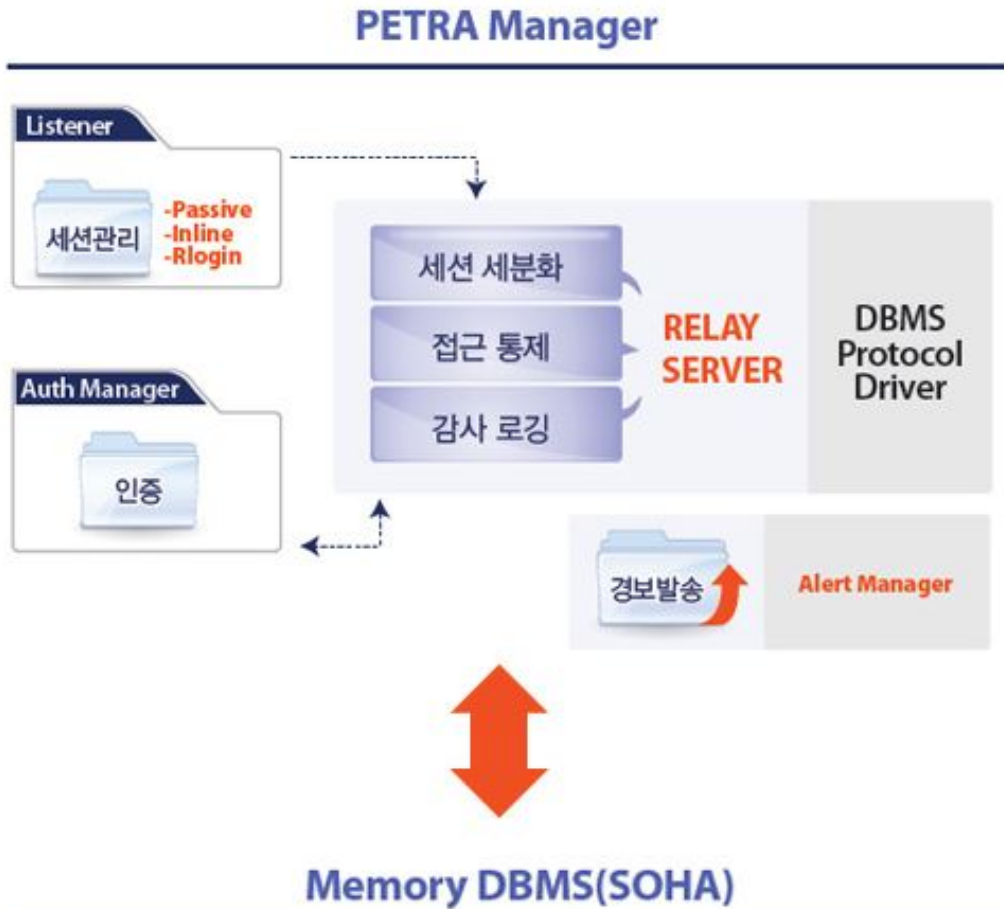 PETRA Manager
Listener
세션관리
-Passive
-Inline
-Rlogin
세션 세분화
접근 통제
감사 로깅
RELAY
SERVER
DBMS
Protocol
Driver
Auth Manager
인증
경보발송
Alert Manager
Memory DBMS(SOHA)